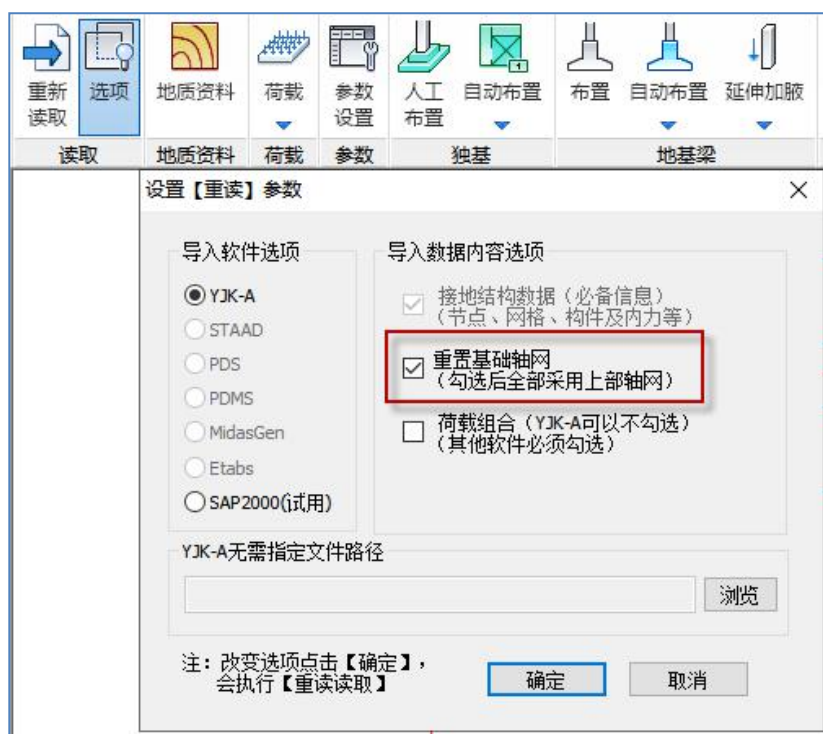 重新读取 选项 地质资料 荷载 参数设置 人工布置 自动布置 布置 自动布置 延伸加腋
读取 地质资料 荷载 参数 独基 地基梁
设置【重读】参数
导入软件选项
YJK-A
STAAD
PDS
PDMS
MidasGen
Etabs
SAP2000(试用)
导入数据内容选项
接地结构数据（必备信息）
（节点、网格、构件及内力等）
重置基础轴网
（勾选后全部采用上部轴网）
荷载组合（YJK-A可以不勾选）
（其他软件必须勾选）
YJK-A无需指定文件路径
浏览
注：改变选项点击【确定】，
会执行【重读读取】
确定 取消